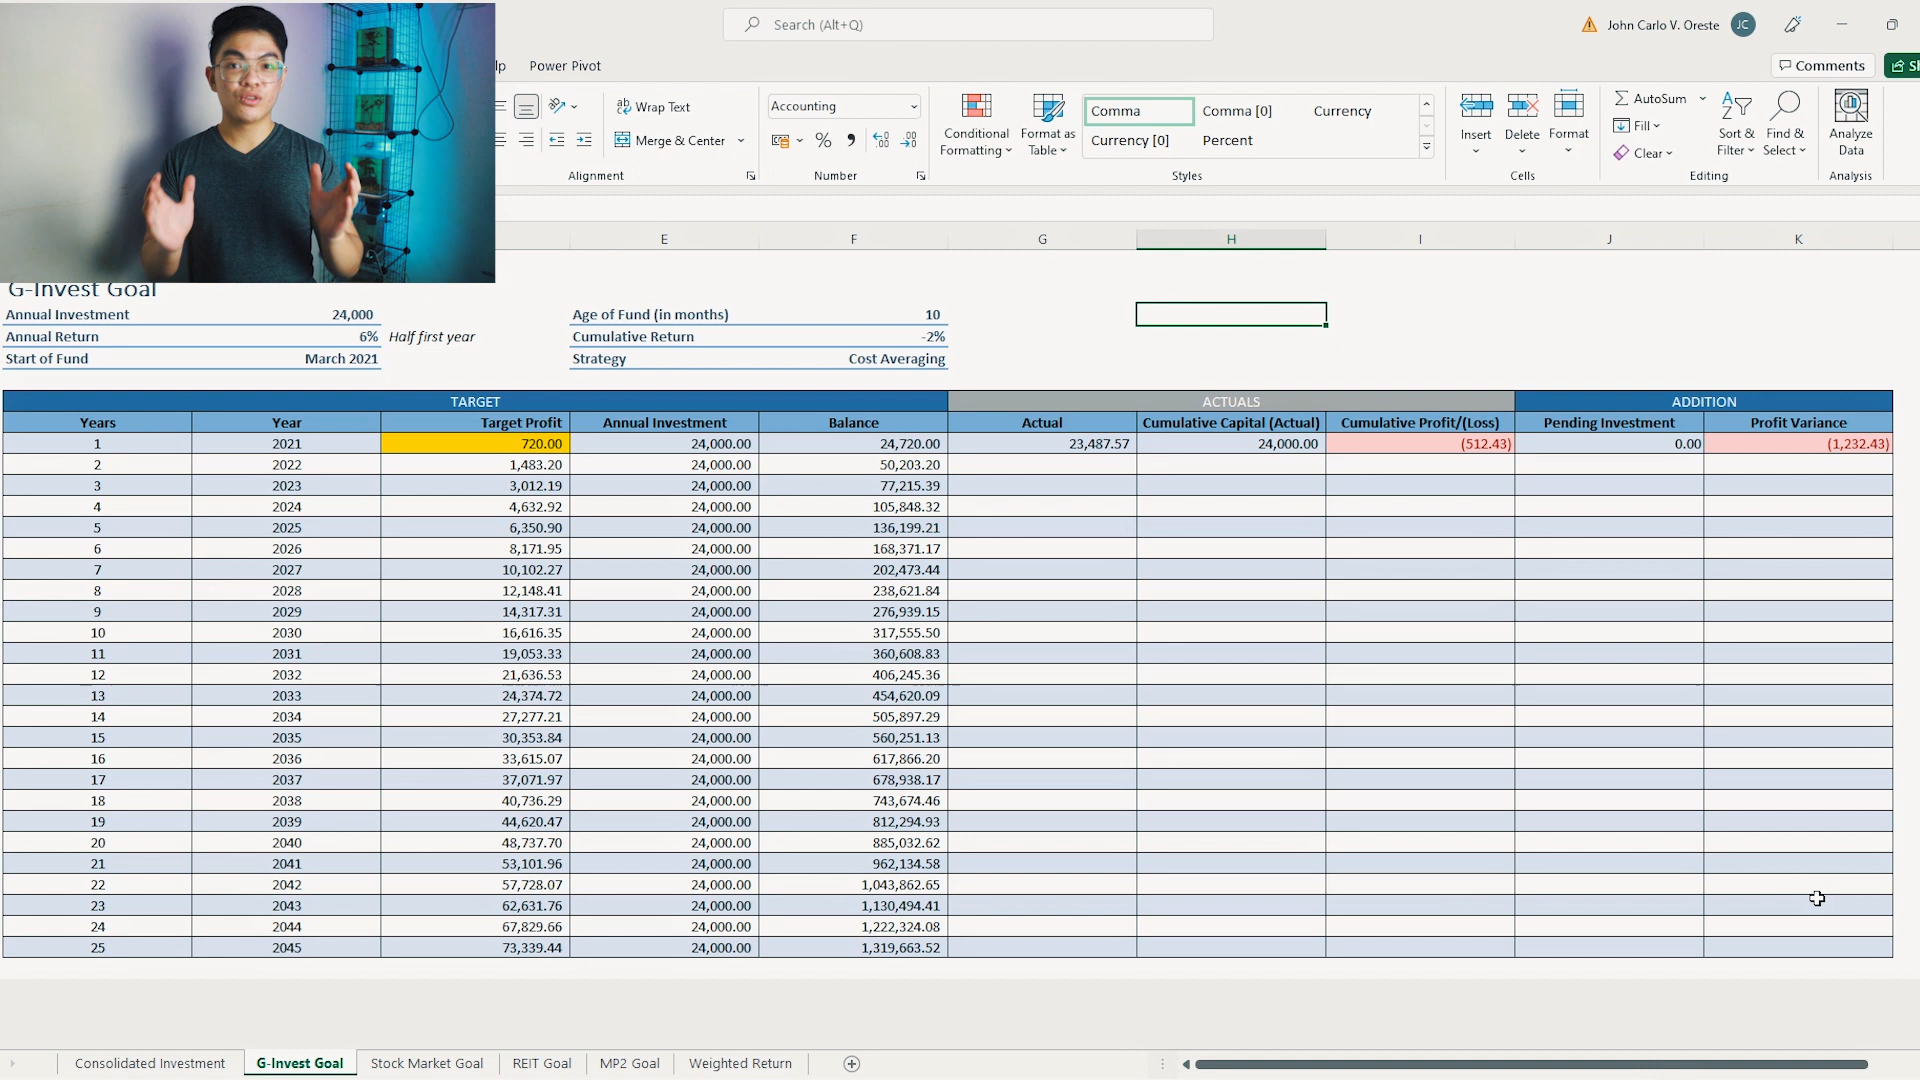 Search (Alt+Q)
John Carlo V. Oreste
JC
lp
Power Pivot
Comments
Sh
Wrap Text
Merge & Center
Alignment
Accounting
%
Number
Conditional
Formatting
Format as
Table
Comma
Comma [0]
Currency
Currency [0]
Percent
Styles
Insert
Delete
Format
Cells
AutoSum
Fill
Clear
Sort &
Filter
Find &
Select
Editing
Analyze
Data
Analysis
E F G H I J K
G-Invest Goal
Annual Investment 24,000
Annual Return 6% Half first year
Start of Fund March 2021
Age of Fund (in months) 10
Cumulative Return -2%
Strategy Cost Averaging
TARGET ACTUALS ADDITION
Years Year Target Profit Annual Investment Balance Actual Cumulative Capital (Actual) Cumulative Profit/(Loss) Pending Investment Profit Variance
1 2021 720.00 24,000.00 24,720.00 23,487.57 24,000.00 (512.43) 0.00 (1,232.43)
2 2022 1,483.20 24,000.00 50,203.20
3 2023 3,012.19 24,000.00 77,215.39
4 2024 4,632.92 24,000.00 105,848.32
5 2025 6,350.90 24,000.00 136,199.21
6 2026 8,171.95 24,000.00 168,371.17
7 2027 10,102.27 24,000.00 202,473.44
8 2028 12,148.41 24,000.00 238,621.84
9 2029 14,317.31 24,000.00 276,939.15
10 2030 16,616.35 24,000.00 317,555.50
11 2031 19,053.33 24,000.00 360,608.83
12 2032 21,636.53 24,000.00 406,245.36
13 2033 24,374.72 24,000.00 454,620.09
14 2034 27,277.21 24,000.00 505,897.29
15 2035 30,353.84 24,000.00 560,251.13
16 2036 33,615.07 24,000.00 617,866.20
17 2037 37,071.97 24,000.00 678,938.17
18 2038 40,736.29 24,000.00 743,674.46
19 2039 44,620.47 24,000.00 812,294.93
20 2040 48,737.70 24,000.00 885,032.62
21 2041 53,101.96 24,000.00 962,134.58
22 2042 57,728.07 24,000.00 1,043,862.65
23 2043 62,631.76 24,000.00 1,130,494.41
24 2044 67,829.66 24,000.00 1,222,324.08
25 2045 73,339.44 24,000.00 1,319,663.52
Consolidated Investment G-Invest Goal Stock Market Goal REIT Goal MP2 Goal Weighted Return